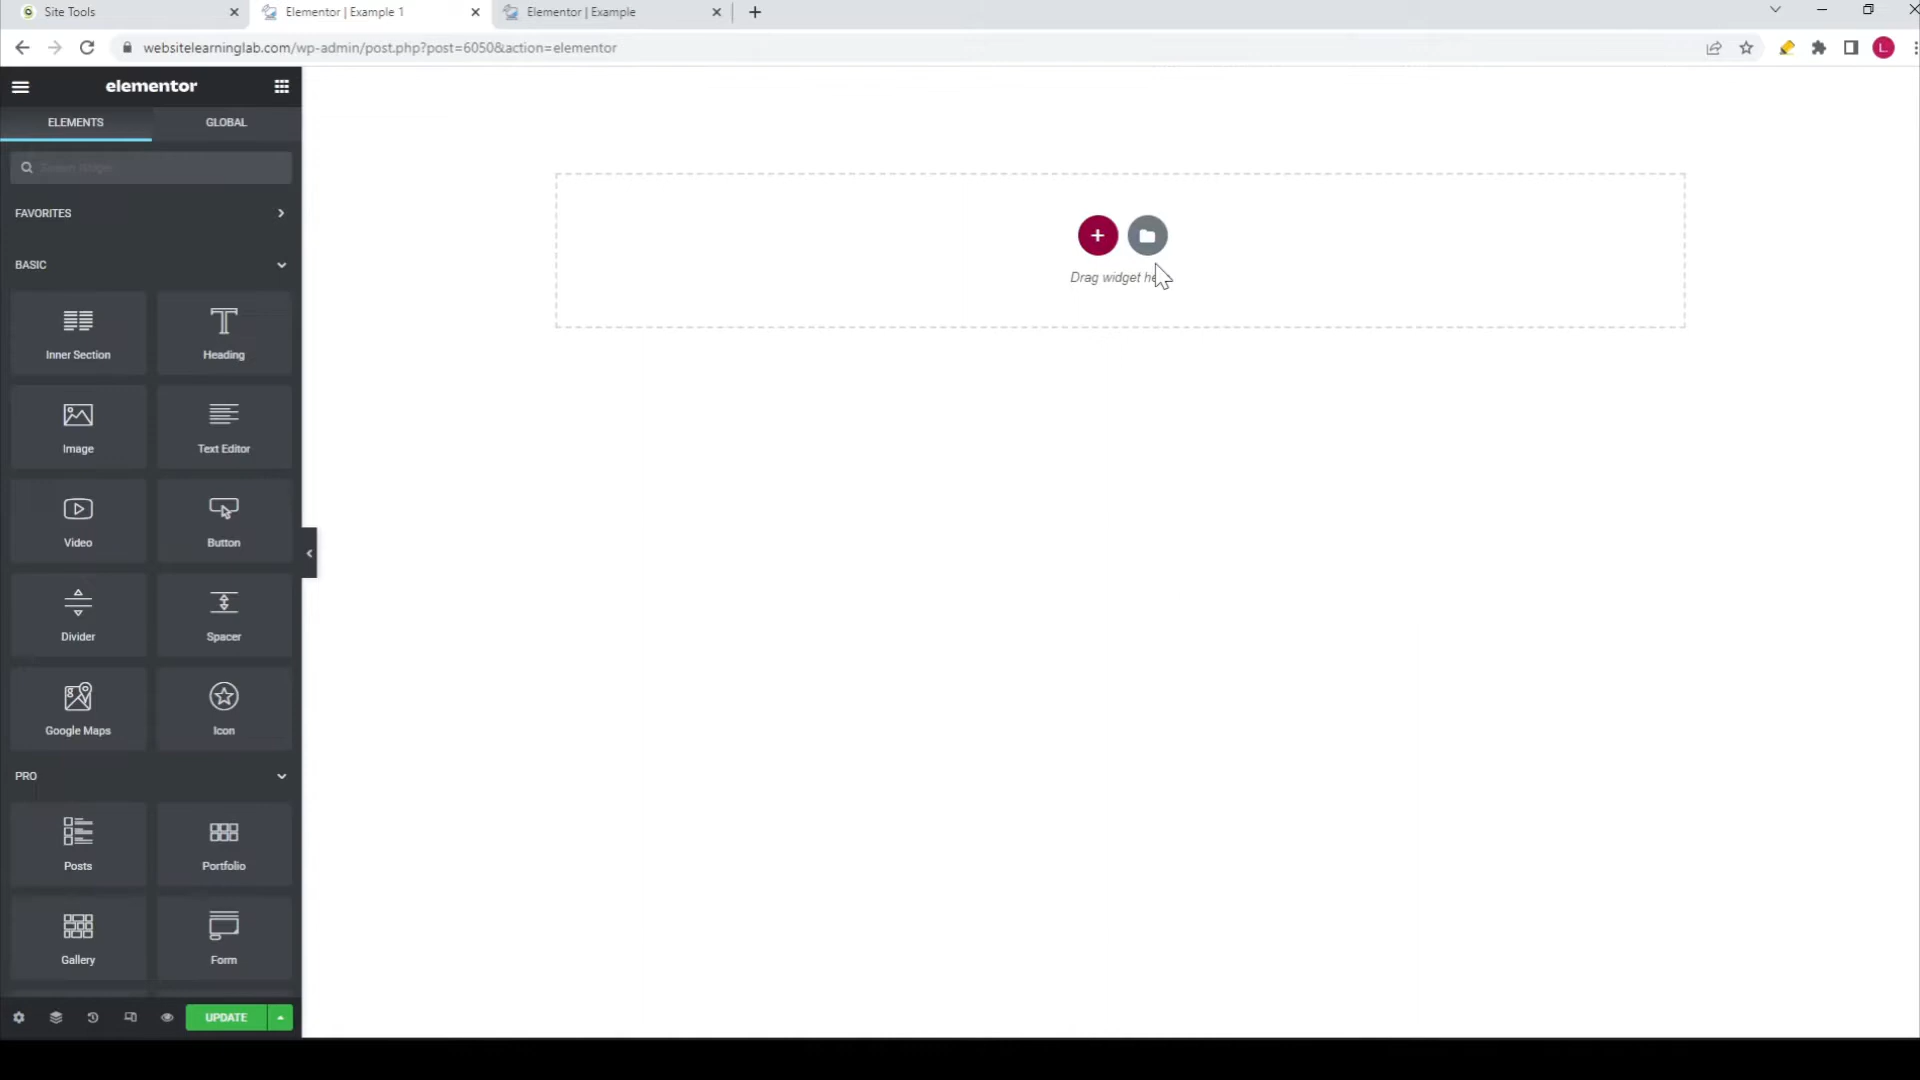 Site Tools
Elementor | Example 1
Elementor | Example
websitelearninglab.com/wp-admin/post.php?post=6050&action=elementor
L
elementor
ELEMENTS
GLOBAL
FAVORITES
BASIC
Inner Section
Heading
Image
Text Editor
Video
Button
Divider
Spacer
Google Maps
Icon
PRO
Posts
Portfolio
Gallery
Form
UPDATE
Drag widget